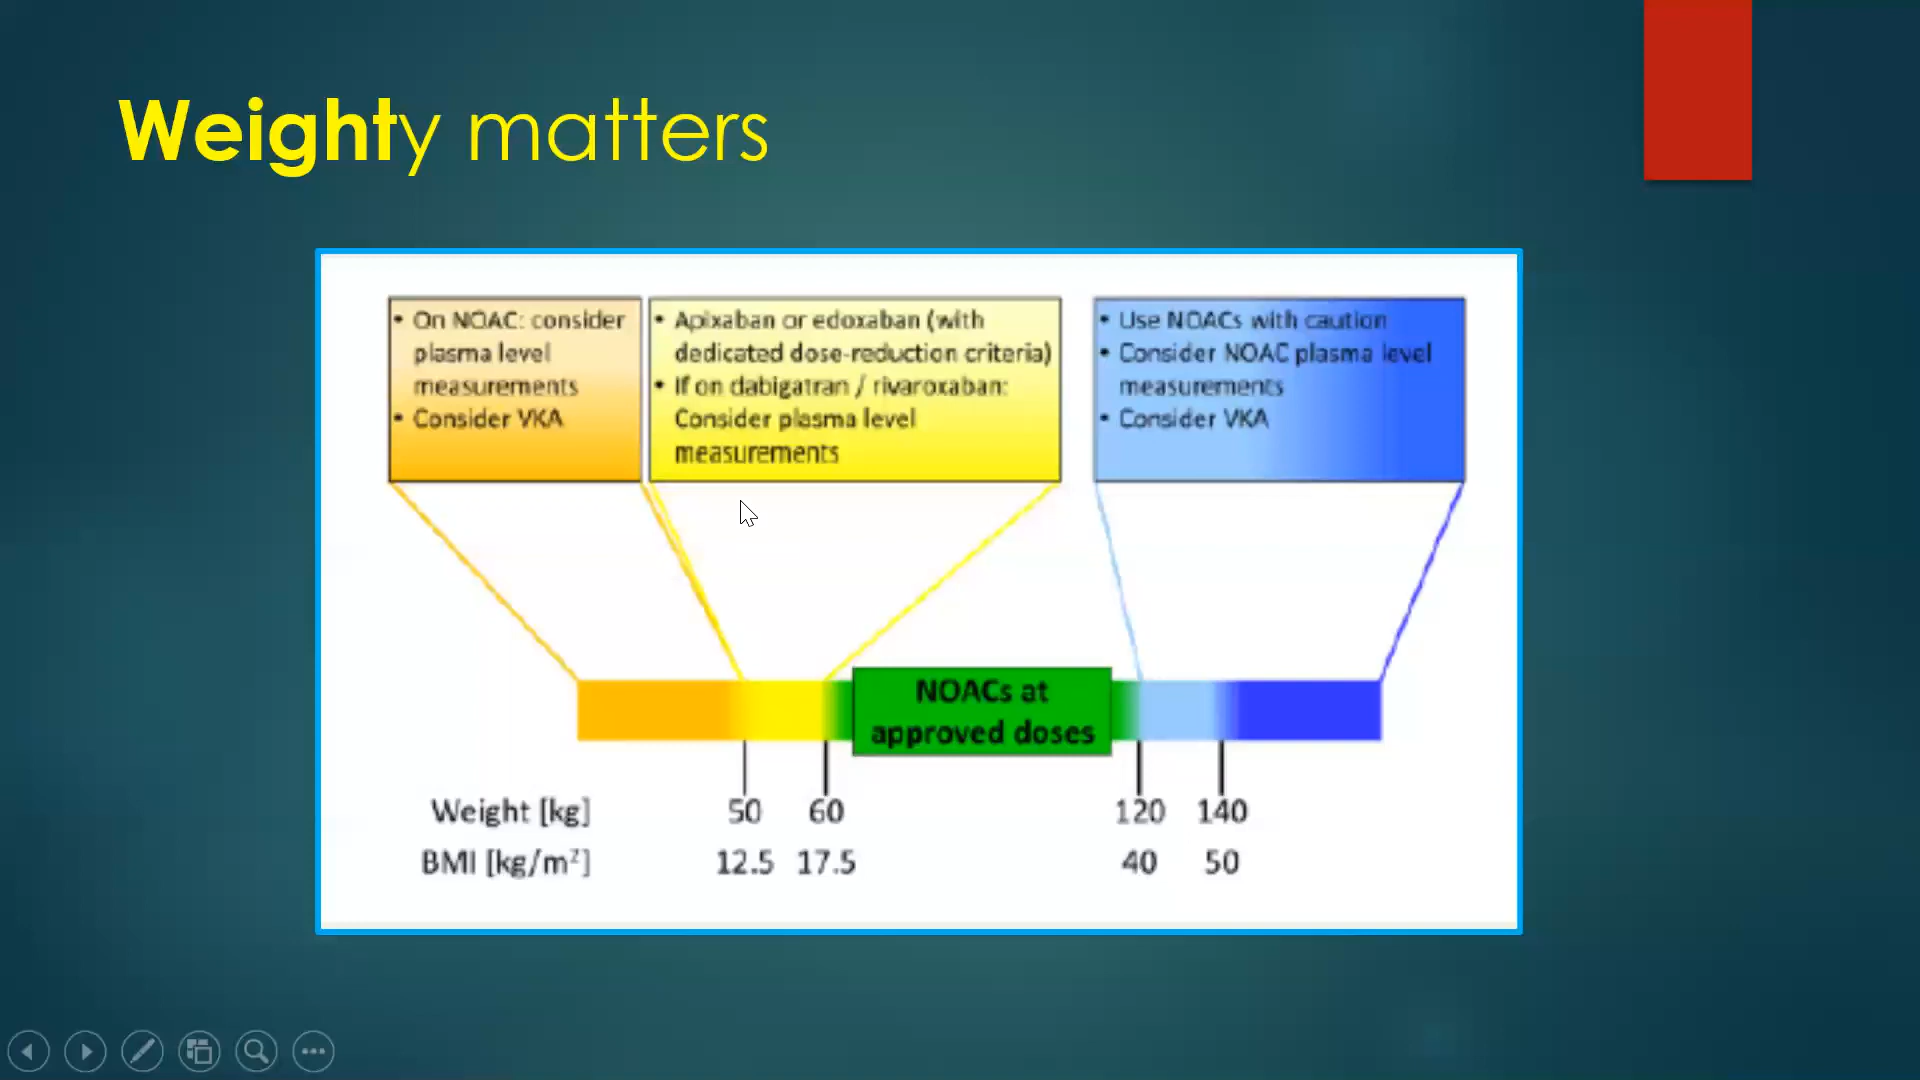 Weighty matters
• On NOAC: consider
plasma level
measurements
• Consider VKA
• Apixaban or edoxaban (with
dedicated dose-reduction criteria)
• If on dabigatran / rivaroxaban:
Consider plasma level
measurements
• Use NOACs with caution
• Consider NOAC plasma level
measurements
• Consider VKA
NOACs at
approved doses
Weight [kg] 50 60 120 140
BMI [kg/m²] 12.5 17.5 40 50